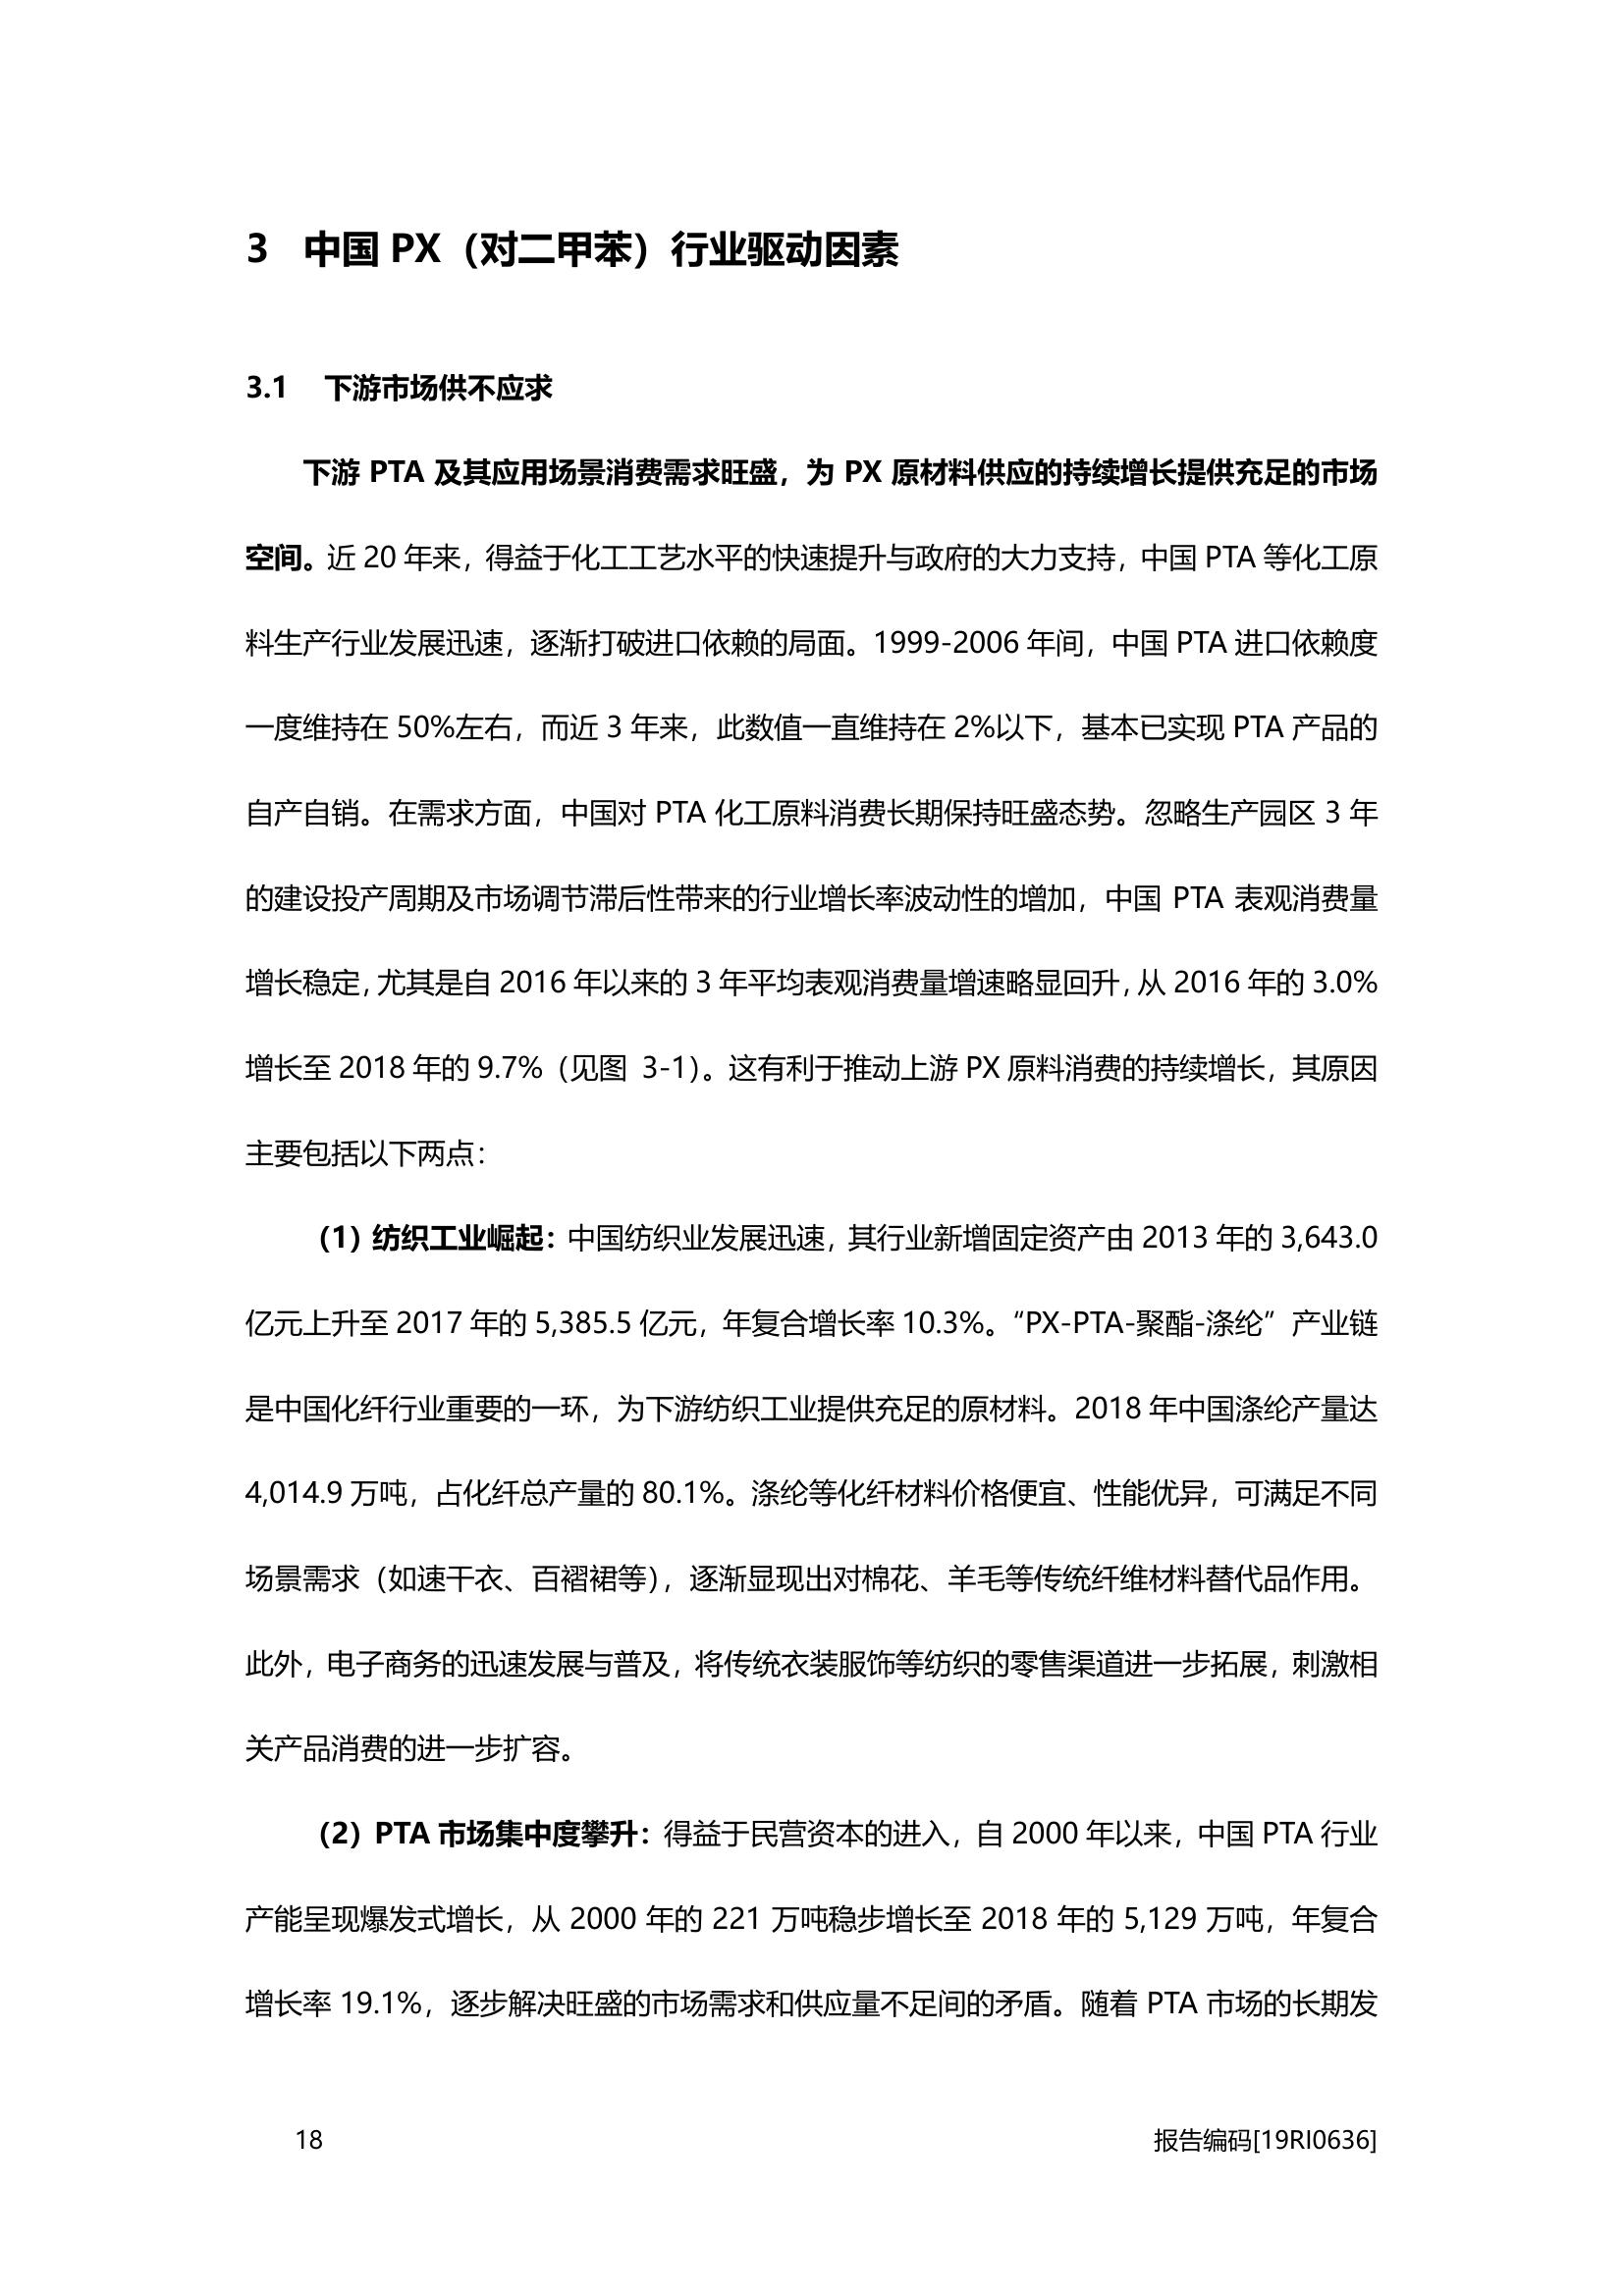 3 中国 PX（对二甲苯）行业驱动因素
3.1 下游市场供不应求
下游 PTA 及其应用场景消费需求旺盛，为 PX 原材料供应的持续增长提供充足的市场
空间。近 20 年来，得益于化工工艺水平的快速提升与政府的大力支持，中国 PTA 等化工原
料生产行业发展迅速，逐渐打破进口依赖的局面。1999-2006 年间，中国 PTA 进口依赖度
一度维持在 50%左右，而近 3 年来，此数值一直维持在 2%以下，基本已实现 PTA 产品的
自产自销。在需求方面，中国对 PTA 化工原料消费长期保持旺盛态势。忽略生产园区 3 年
的建设投产周期及市场调节滞后性带来的行业增长率波动性的增加，中国 PTA 表观消费量
增长稳定，尤其是自 2016 年以来的 3 年平均表观消费量增速略显回升，从 2016 年的 3.0%
增长至 2018 年的 9.7%（见图 3-1）。这有利于推动上游 PX 原料消费的持续增长，其原因
主要包括以下两点：
（1）纺织工业崛起：中国纺织业发展迅速，其行业新增固定资产由 2013 年的 3,643.0
亿元上升至 2017 年的 5,385.5 亿元，年复合增长率 10.3%。“PX-PTA-聚酯-涤纶”产业链
是中国化纤行业重要的一环，为下游纺织工业提供充足的原材料。2018 年中国涤纶产量达
4,014.9 万吨，占化纤总产量的 80.1%。涤纶等化纤材料价格便宜、性能优异，可满足不同
场景需求（如速干衣、百褶裙等），逐渐显现出对棉花、羊毛等传统纤维材料替代品作用。
此外，电子商务的迅速发展与普及，将传统衣装服饰等纺织的零售渠道进一步拓展，刺激相
关产品消费的进一步扩容。
（2）PTA 市场集中度攀升：得益于民营资本的进入，自 2000 年以来，中国 PTA 行业
产能呈现爆发式增长，从 2000 年的 221 万吨稳步增长至 2018 年的 5,129 万吨，年复合
增长率 19.1%，逐步解决旺盛的市场需求和供应量不足间的矛盾。随着 PTA 市场的长期发
18 报告编码[19RI0636]